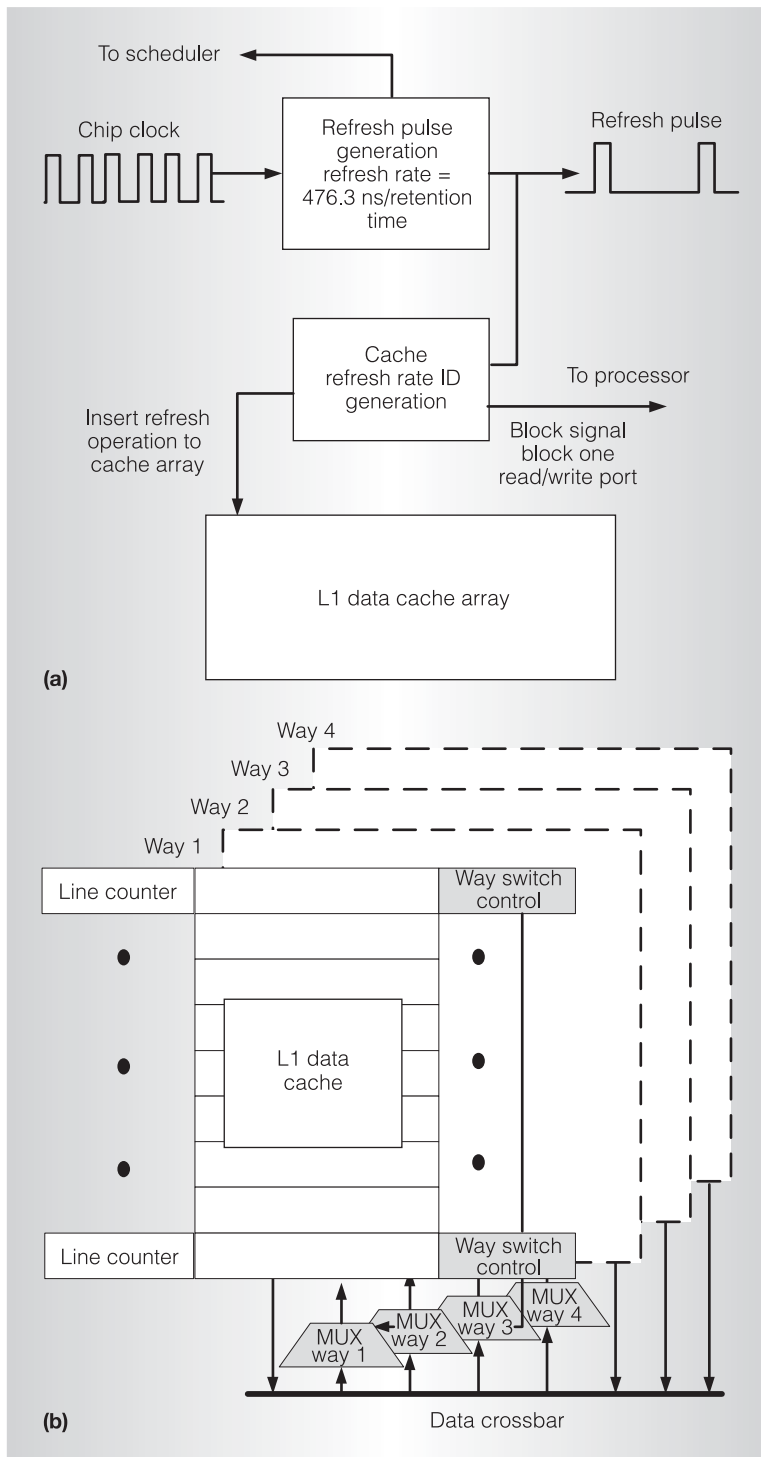 To scheduler
Chip clock
Refresh pulse
generation
refresh rate =
476.3 ns/retention
time
Refresh pulse
Cache
refresh rate ID
generation
To processor
Insert refresh
operation to
cache array
Block signal
block one
read/write port
L1 data cache array
(a)
Way 4
Way 3
Way 2
Way 1
Line counter
Way switch
control
L1 data
cache
Line counter
Way switch
control
MUX
way 1
MUX
way 2
MUX
way 3
MUX
way 4
Data crossbar
(b)